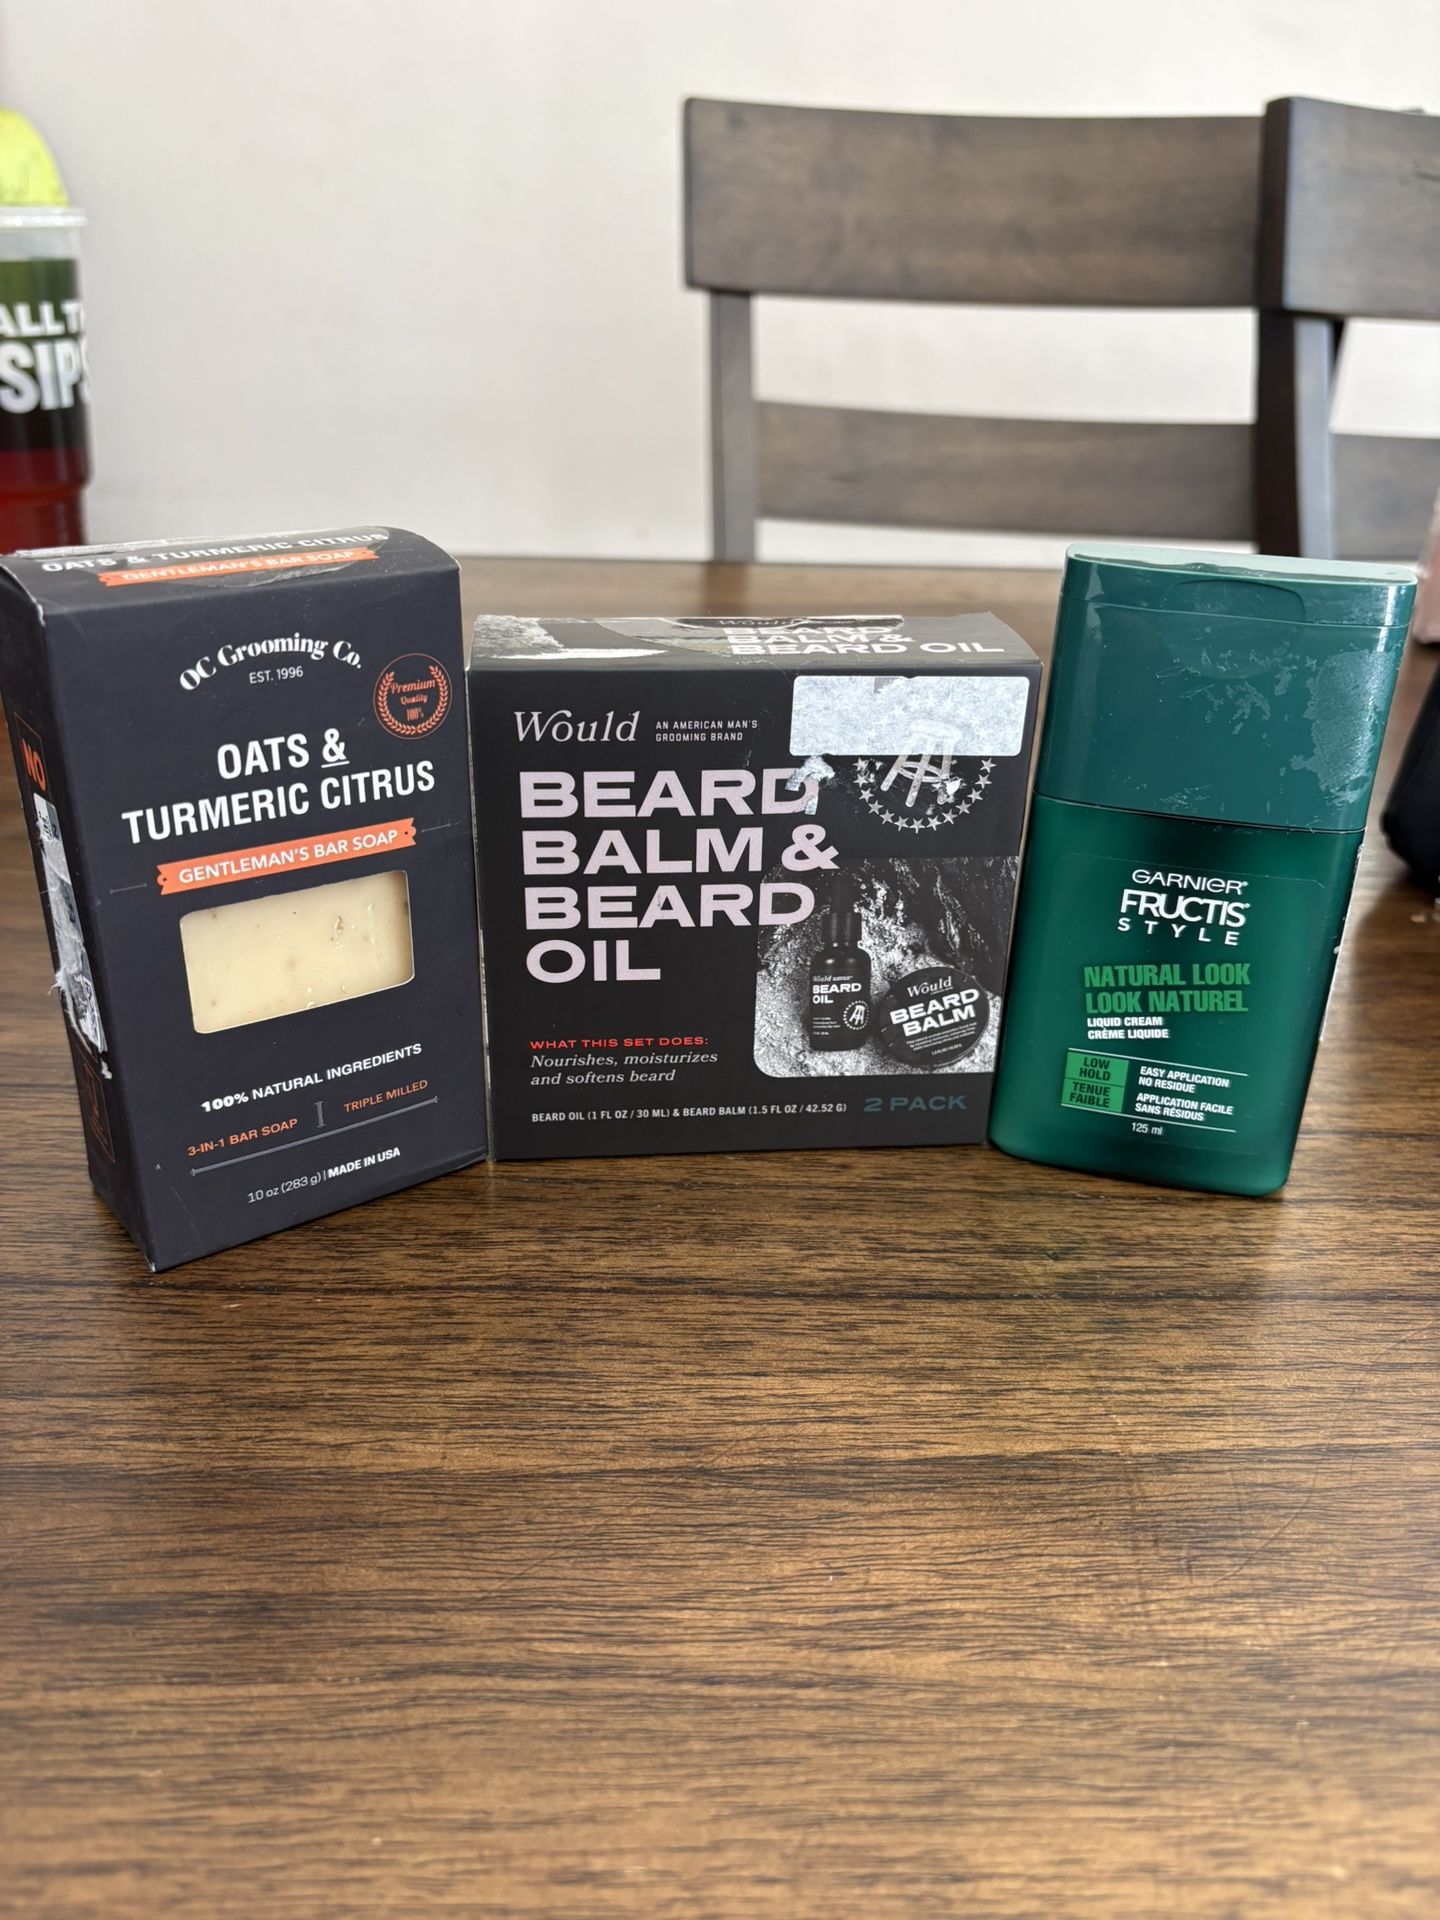 ALL T
SIPS
OATS & TURMERIC CITRUS
GENTLEMAN'S BAR SOAP
OC Grooming Co.
EST. 1996
Premium
Quality
100%
OATS &
TURMERIC CITRUS
GENTLEMAN'S BAR SOAP
100% NATURAL INGREDIENTS
3-IN-1 BAR SOAP
TRIPLE MILLED
10 oz (283 g) | MADE IN USA
NO
Would
BEARD
BALM &
BEARD OIL
Would
AN AMERICAN MAN'S
GROOMING BRAND
BEARD
BALM &
BEARD
OIL
Would
BEARD
OIL
Would
BEARD
BALM
WHAT THIS SET DOES:
Nourishes, moisturizes
and softens beard
BEARD OIL (1 FL OZ / 30 ML) & BEARD BALM (1.5 FL OZ / 42.52 G)
2 PACK
GARNIER
FRUCTIS
STYLE
NATURAL LOOK
LOOK NATUREL
LIQUID CREAM
CRÈME LIQUIDE
LOW
HOLD
TENUE
FAIBLE
EASY APPLICATION
NO RESIDUE
APPLICATION FACILE
SANS RÉSIDUS
125 ml